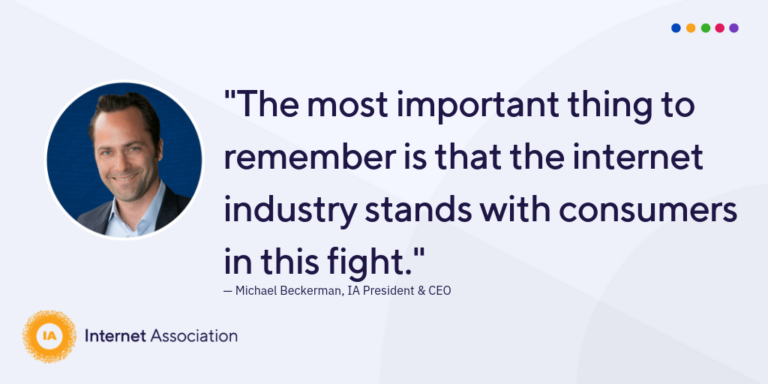 "The most important thing to
remember is that the internet
industry stands with consumers
in this fight."
— Michael Beckerman, IA President & CEO
IA
Internet Association